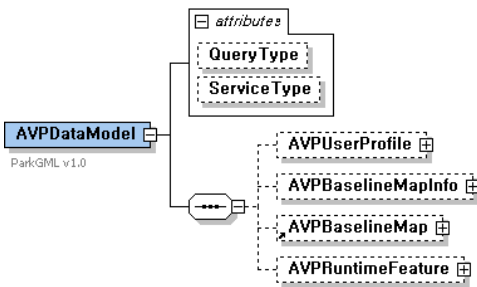 attributes
QueryType
ServiceType
AVPDataModel
ParkGML v1.0
AVPUserProfile
AVPBaselineMapInfo
AVPBaselineMap
AVPRuntimeFeature